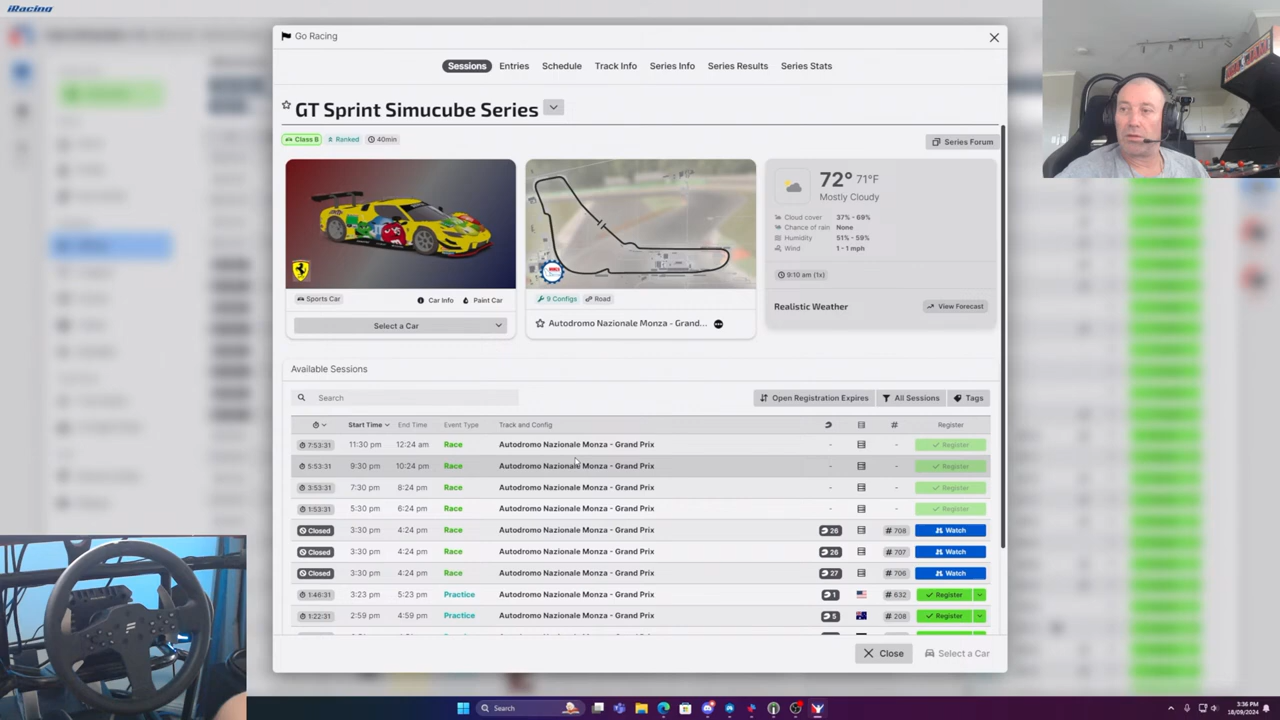 iRacing
Go Racing
Sessions Entries Schedule Track Info Series Info Series Results Series Stats
GT Sprint Simucube Series
Class B Ranked 40min
Series Forum
72° 71°F
Mostly Cloudy
Cloud cover 37% - 69%
Chance of rain None
Humidity 51% - 59%
Wind 1 - 1 mph
9:10 am (1x)
Realistic Weather View Forecast
Sports Car Car Info Paint Car
Select a Car
9 Configs Road
Autodromo Nazionale Monza - Grand...
Available Sessions
Search Open Registration Expires All Sessions Tags
Start Time End Time Event Type Track and Config # Register
7:53:31 11:30 pm 12:24 am Race Autodromo Nazionale Monza - Grand Prix - - Register
5:53:31 9:30 pm 10:24 pm Race Autodromo Nazionale Monza - Grand Prix - - Register
3:53:31 7:30 pm 8:24 pm Race Autodromo Nazionale Monza - Grand Prix - - Register
1:53:31 5:30 pm 6:24 pm Race Autodromo Nazionale Monza - Grand Prix - - Register
Closed 3:30 pm 4:24 pm Race Autodromo Nazionale Monza - Grand Prix 26 # 708 Watch
Closed 3:30 pm 4:24 pm Race Autodromo Nazionale Monza - Grand Prix 26 # 707 Watch
Closed 3:30 pm 4:24 pm Race Autodromo Nazionale Monza - Grand Prix 27 # 706 Watch
1:46:31 3:23 pm 5:23 pm Practice Autodromo Nazionale Monza - Grand Prix 1 # 632 Register
1:22:31 2:59 pm 4:59 pm Practice Autodromo Nazionale Monza - Grand Prix 5 # 208 Register
Close Select a Car
Search
3:36 PM
18/09/2024